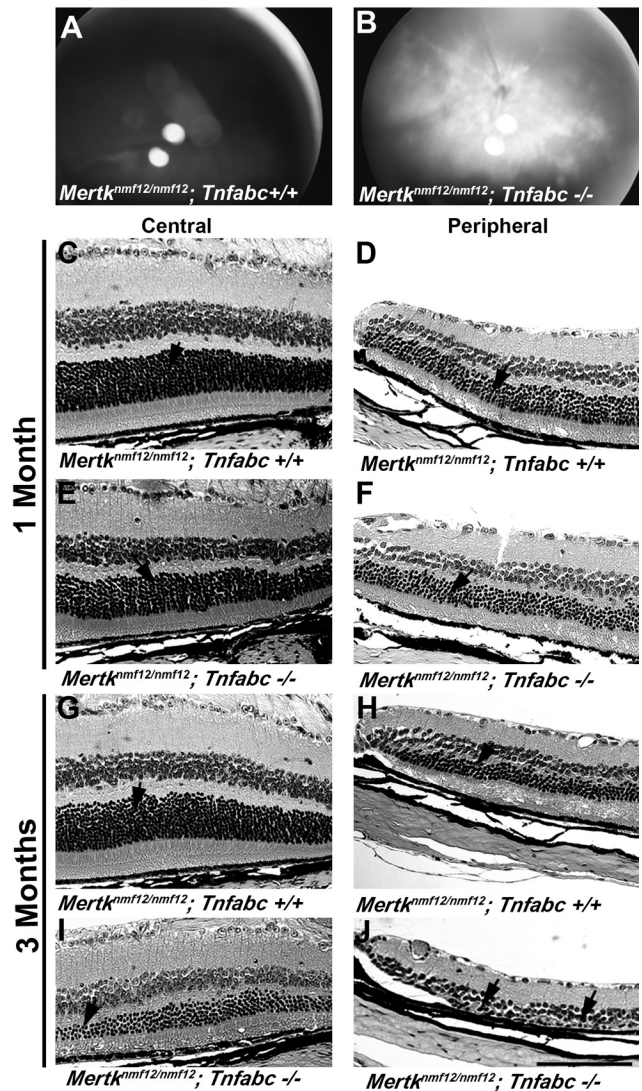 A
B
Mertk^nmf12/nmf12; Tnfabc+/+
Mertk^nmf12/nmf12; Tnfabc -/-
Central
Peripheral
1 Month
C
D
Mertk^nmf12/nmf12; Tnfabc +/+
Mertk^nmf12/nmf12; Tnfabc +/+
E
F
Mertk^nmf12/nmf12; Tnfabc -/-
Mertk^nmf12/nmf12; Tnfabc -/-
3 Months
G
H
Mertk^nmf12/nmf12; Tnfabc +/+
Mertk^nmf12/nmf12; Tnfabc +/+
I
J
Mertk^nmf12/nmf12; Tnfabc -/-
Mertk^nmf12/nmf12; Tnfabc -/-